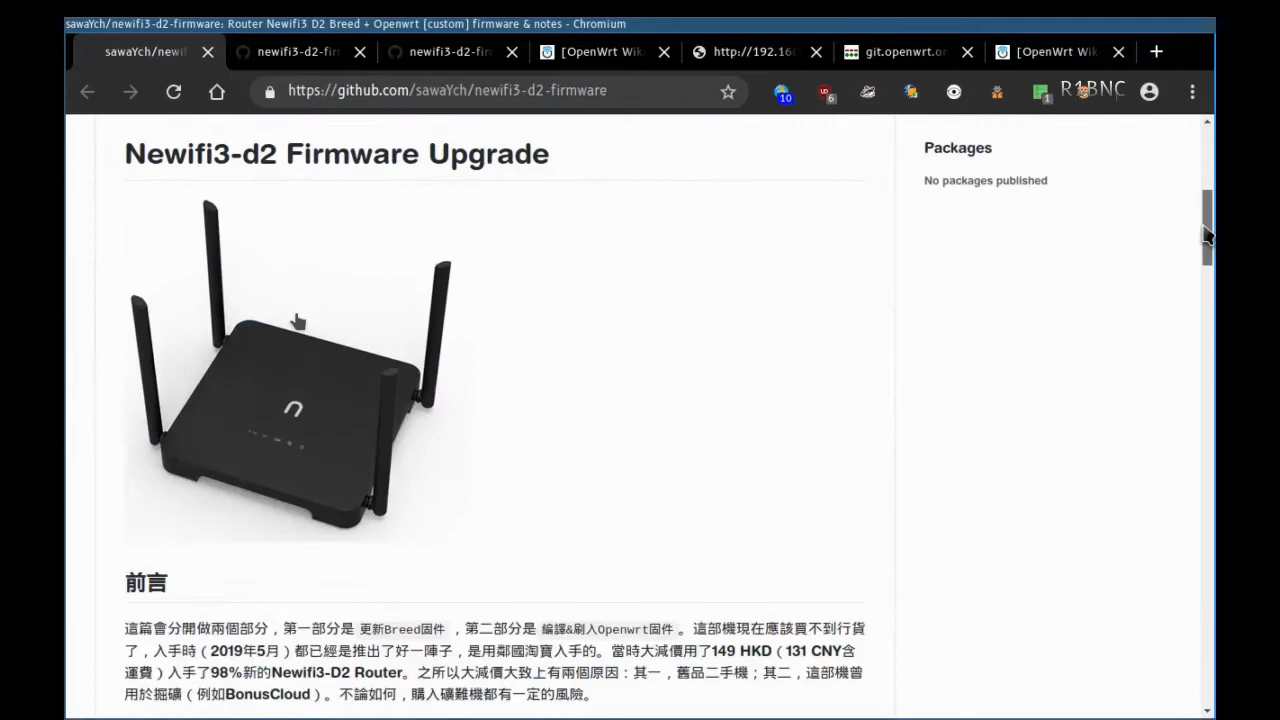 sawaYch/newifi3-d2-firmware: Router Newifi3 D2 Breed + Openwrt [custom] firmware & notes - Chromium
sawaYch/newif
newifi3-d2-fir
newifi3-d2-firr
[OpenWrt Wik
http://192.16
git.openwrt.or
[OpenWrt Wik
https://github.com/sawaYch/newifi3-d2-firmware
10
6
1
R1BNC
Newifi3-d2 Firmware Upgrade
Packages
No packages published
前言
這篇會分開做兩個部分，第一部分是 更新Breed固件 ，第二部分是 編譯&刷入Openwrt固件 。這部機現在應該買不到行貨
了，入手時（2019年5月）都已經是推出了好一陣子，是用鄰國淘寶入手的。當時大減價用了149 HKD（131 CNY含
運費）入手了98%新的Newifi3-D2 Router。之所以大減價大致上有兩個原因：其一，舊品二手機；其二，這部機曾
用於掘礦（例如BonusCloud）。不論如何，購入礦難機都有一定的風險。